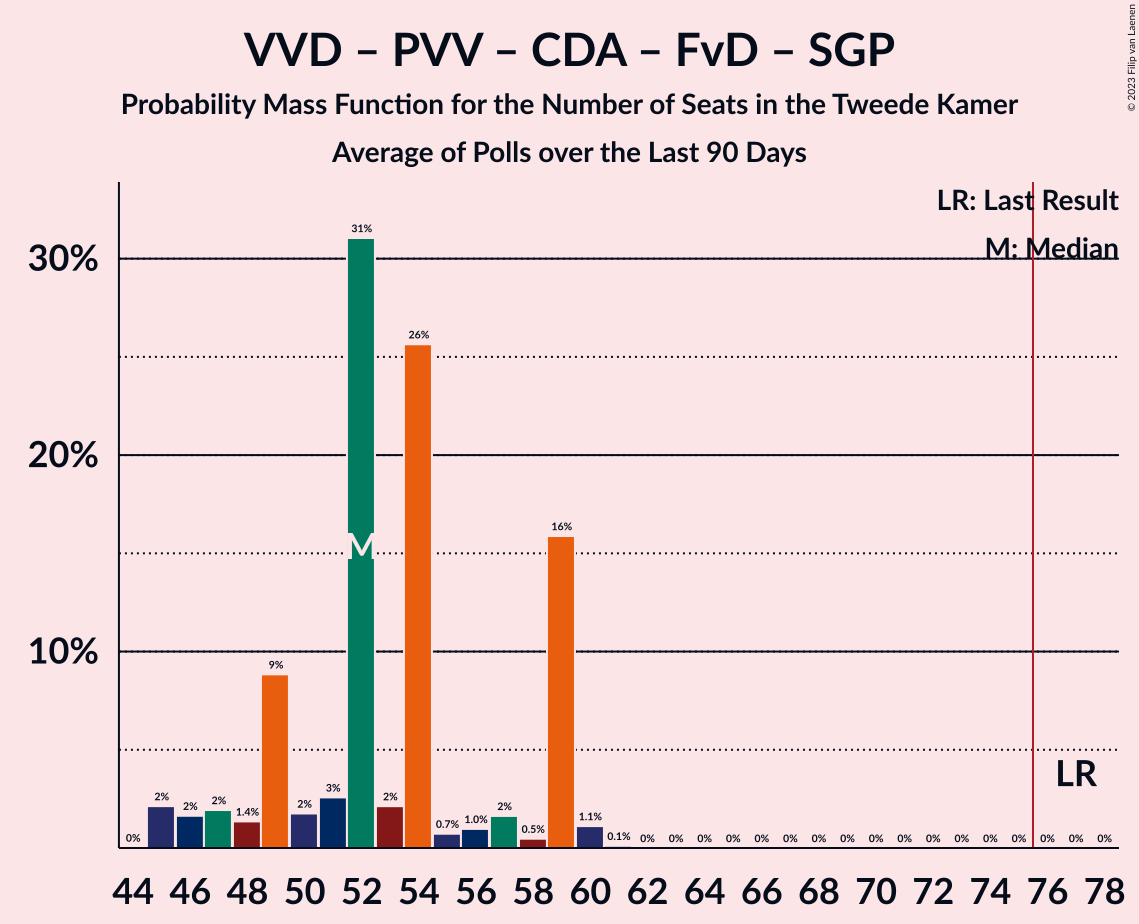 VVD – PVV – CDA – FvD – SGP
Probability Mass Function for the Number of Seats in the Tweede Kamer
Average of Polls over the Last 90 Days
© 2023 Filip van Laenen
LR: Last Result
M: Median
30%
20%
10%
0% 2% 2% 2% 1.4% 9% 2% 3% 31% 2% 26% 0.7% 1.0% 2% 0.5% 16% 1.1% 0.1% 0% 0% 0% 0% 0% 0% 0% 0% 0% 0% 0% 0% 0% 0% 0% 0% 0%
M
LR
44 46 48 50 52 54 56 58 60 62 64 66 68 70 72 74 76 78